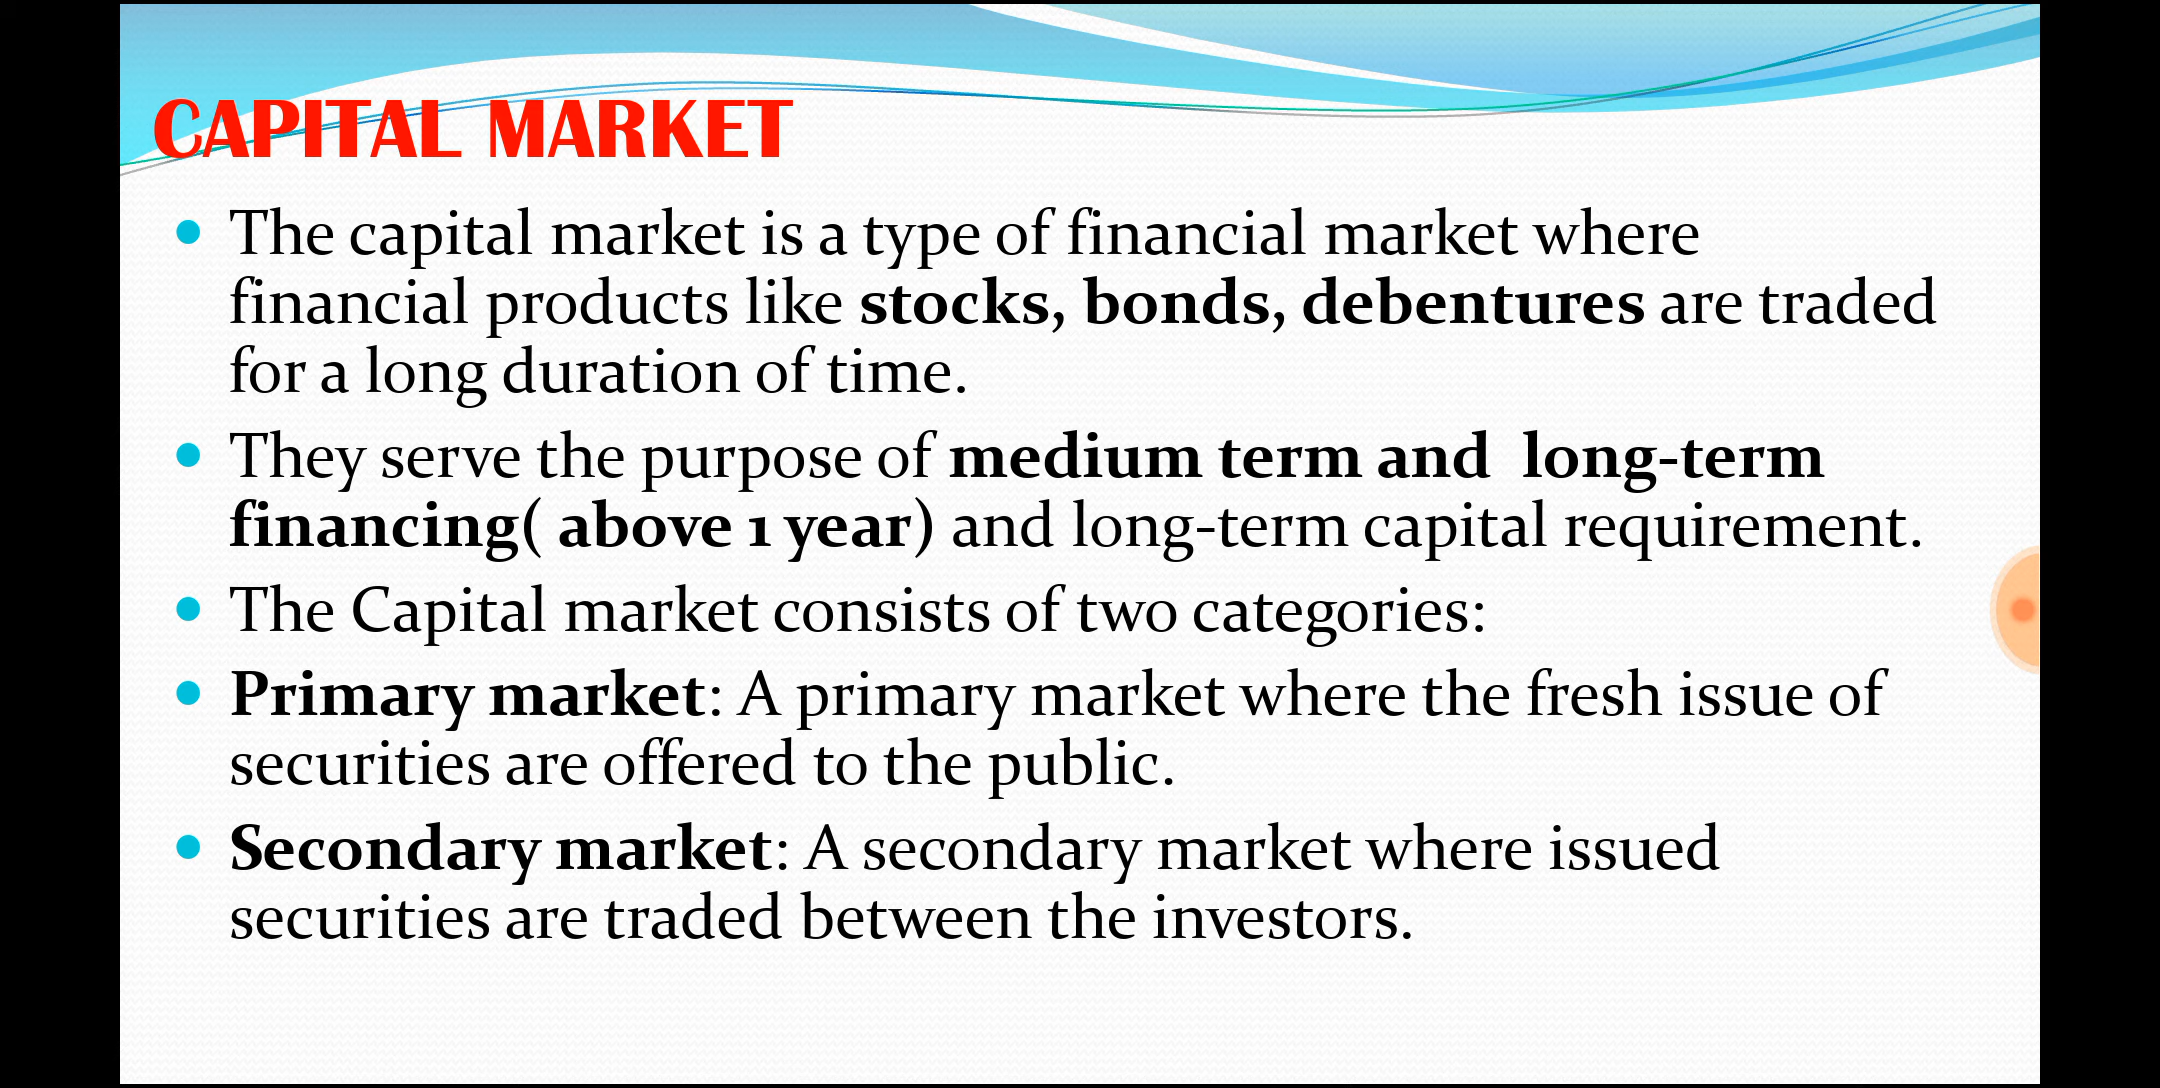 CAPITAL MARKET
The capital market is a type of financial market where
financial products like stocks, bonds, debentures are traded
for a long duration of time.
They serve the purpose of medium term and  long-term
financing( above 1 year) and long-term capital requirement.
The Capital market consists of two categories:
Primary market: A primary market where the fresh issue of
securities are offered to the public.
Secondary market: A secondary market where issued
securities are traded between the investors.